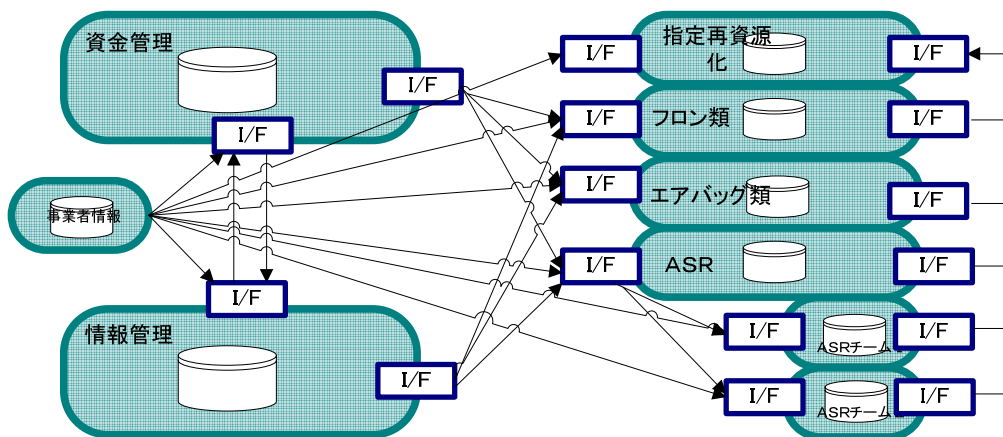 資金管理
I/F
I/F
事業者情報
I/F
情報管理
I/F
I/F
指定再資源
化
I/F
I/F
フロン類
I/F
I/F
エアバッグ類
I/F
I/F
ASR
I/F
I/F
ASRチーム
I/F
I/F
ASRチーム
I/F